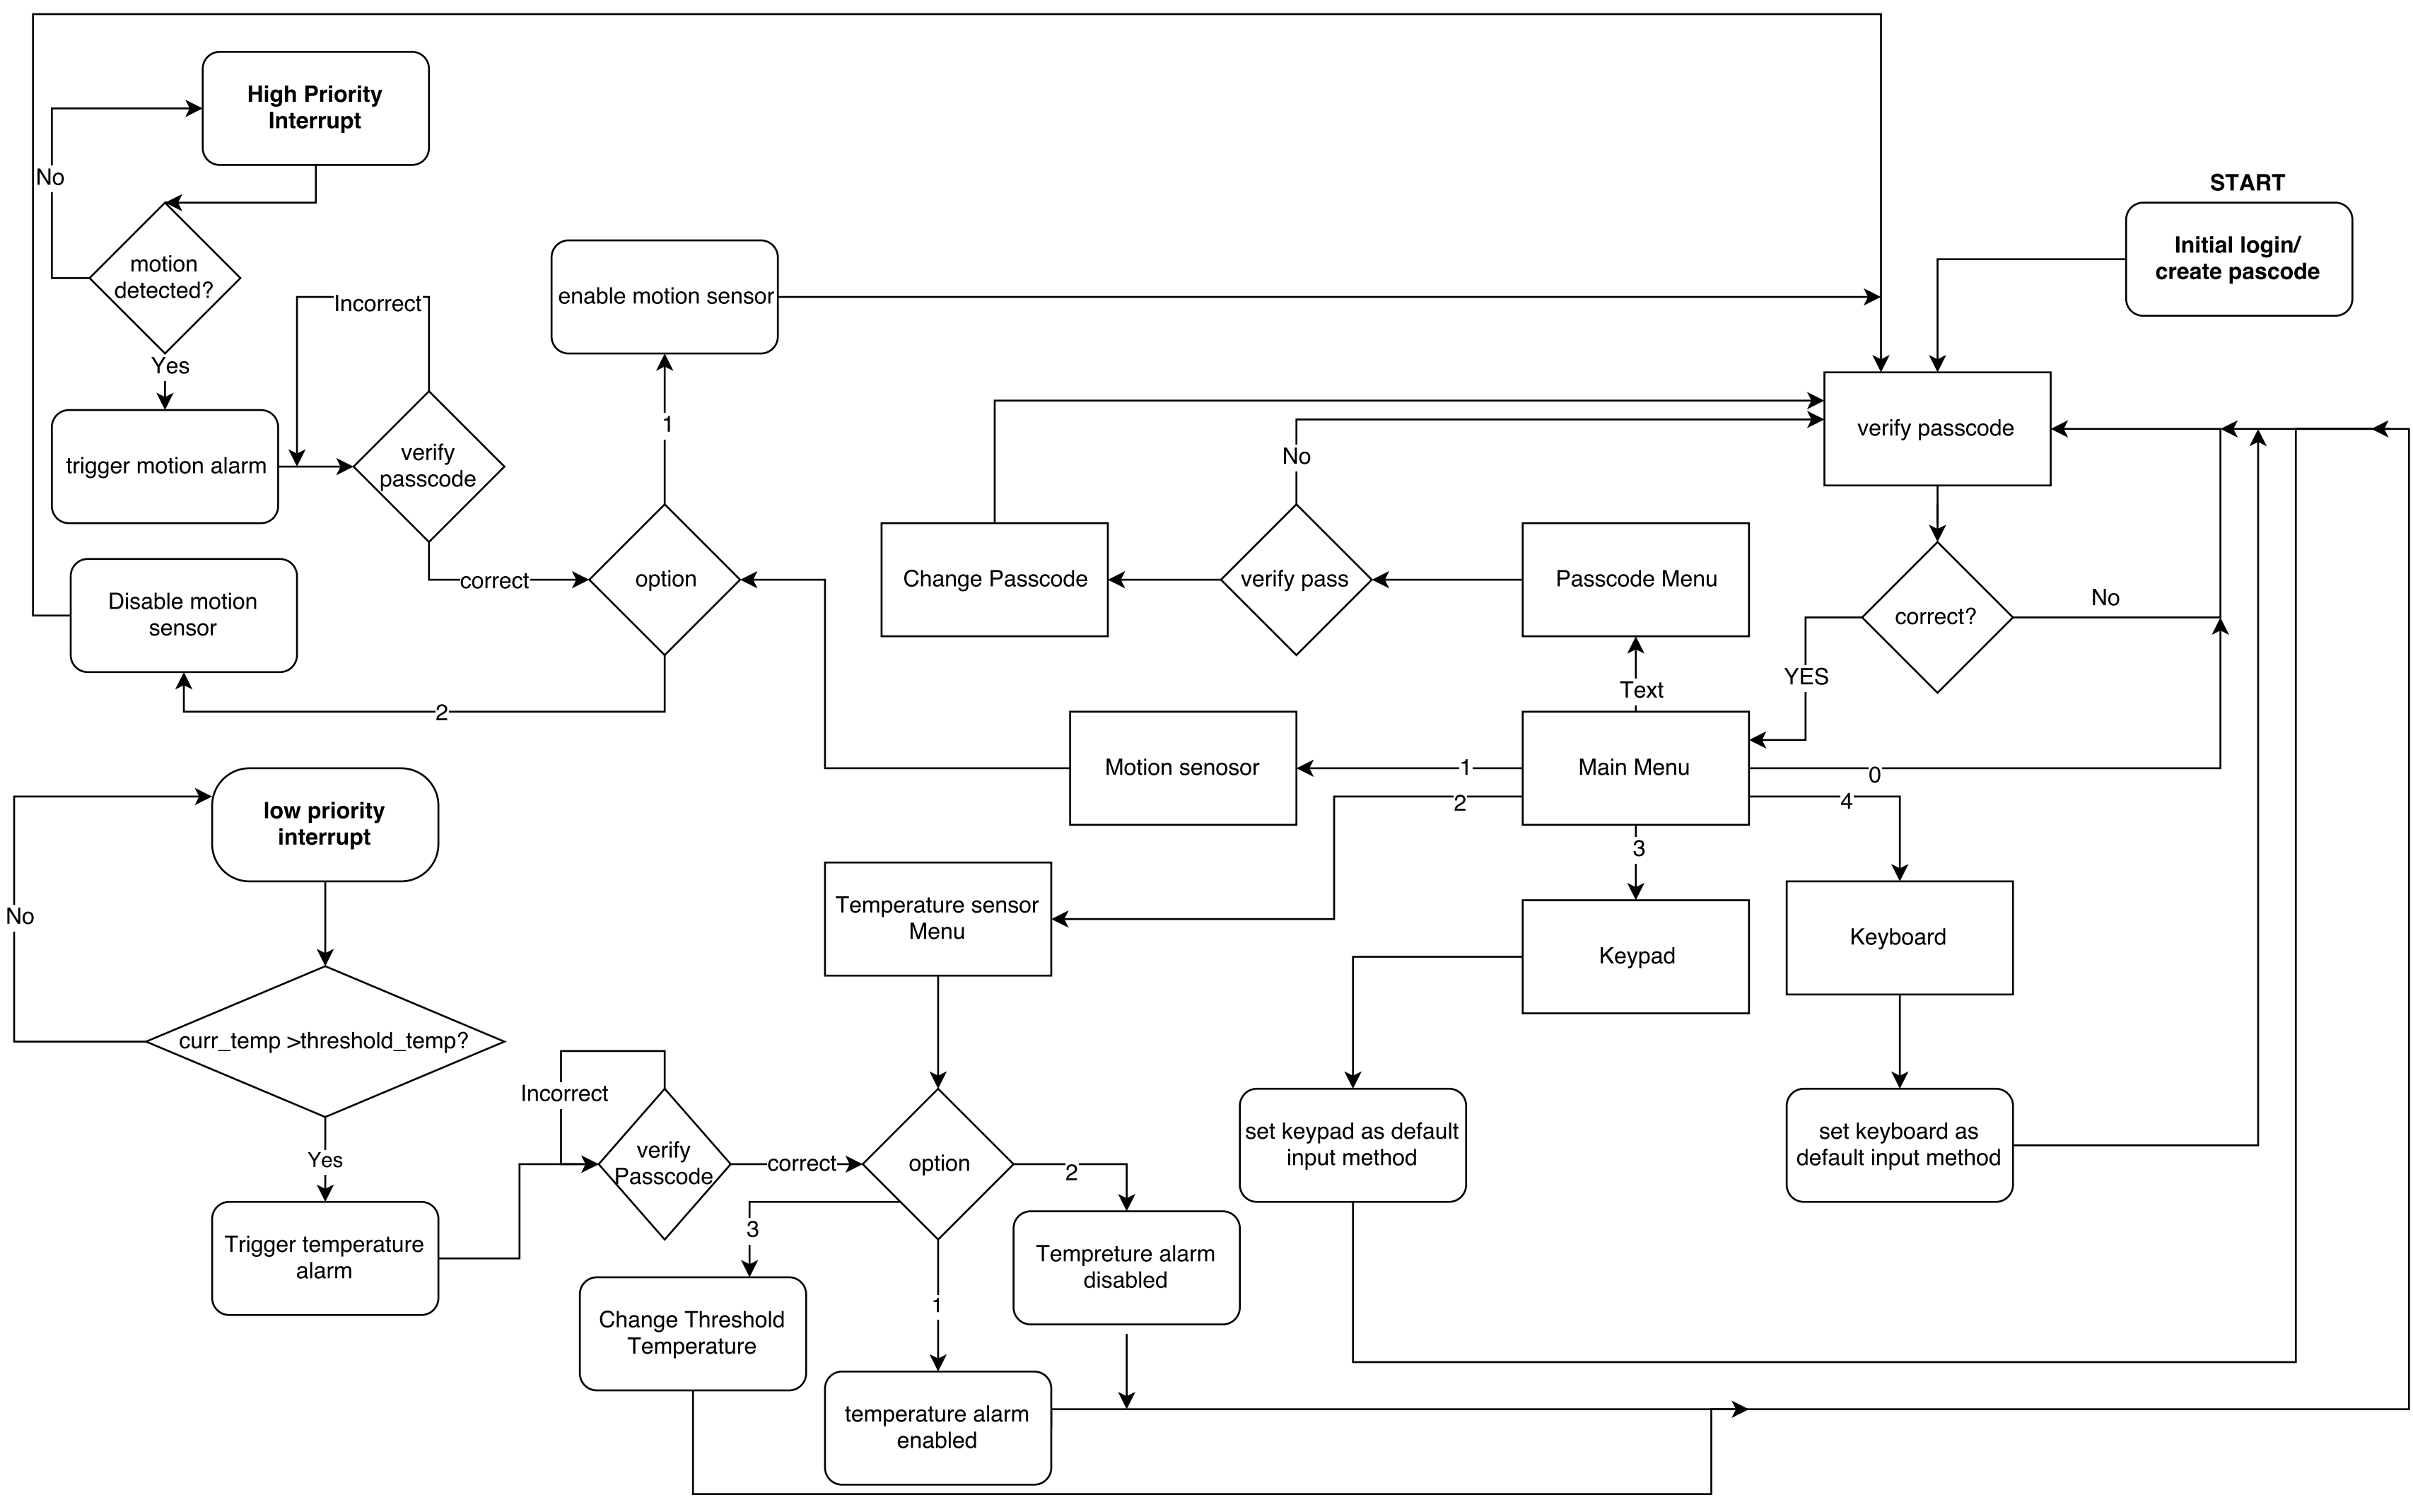 High Priority
Interrupt
No
START
Initial login/
create pascode
motion
detected?
enable motion sensor
Incorrect
Yes
1
verify passcode
trigger motion alarm
verify
passcode
No
correct
option
Change Passcode
verify pass
Passcode Menu
Disable motion
sensor
correct?
No
YES
Text
2
Motion senosor
1
Main Menu
0
2
4
low priority
interrupt
3
No
Temperature sensor
Menu
Keypad
Keyboard
curr_temp >threshold_temp?
Incorrect
Yes
verify
Passcode
correct
option
2
set keypad as default
input method
set keyboard as
default input method
Trigger temperature
alarm
3
Tempreture alarm
disabled
1
Change Threshold
Temperature
temperature alarm
enabled